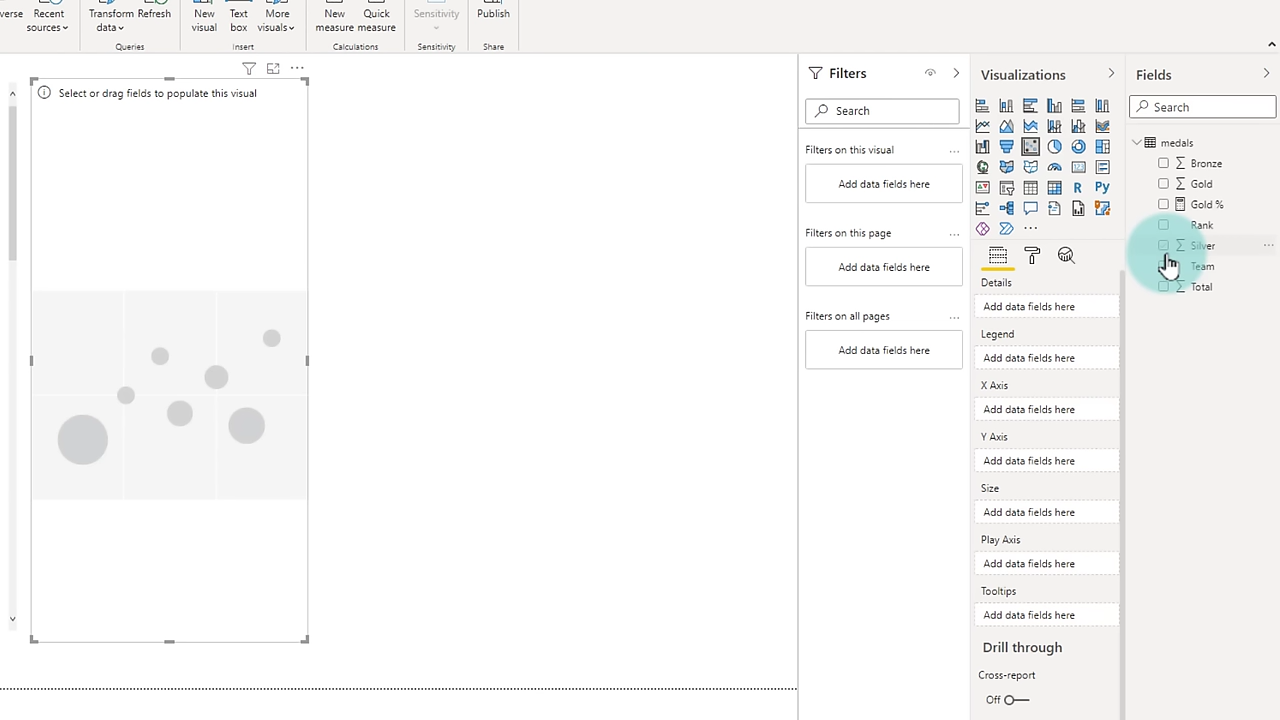 verse
Recent sources
Transform data
Refresh
Queries
New visual
Text box
More visuals
Insert
New measure
Quick measure
Calculations
Sensitivity
Sensitivity
Publish
Share
Select or drag fields to populate this visual
Filters
Search
Filters on this visual
...
Add data fields here
Filters on this page
...
Add data fields here
Filters on all pages
...
Add data fields here
Visualizations
R
Py
...
Details
Add data fields here
Legend
Add data fields here
X Axis
Add data fields here
Y Axis
Add data fields here
Size
Add data fields here
Play Axis
Add data fields here
Tooltips
Add data fields here
Drill through
Cross-report
Off
Fields
Search
medals
Σ Bronze
Σ Gold
Gold %
Rank
Σ Silver
Team
Σ Total